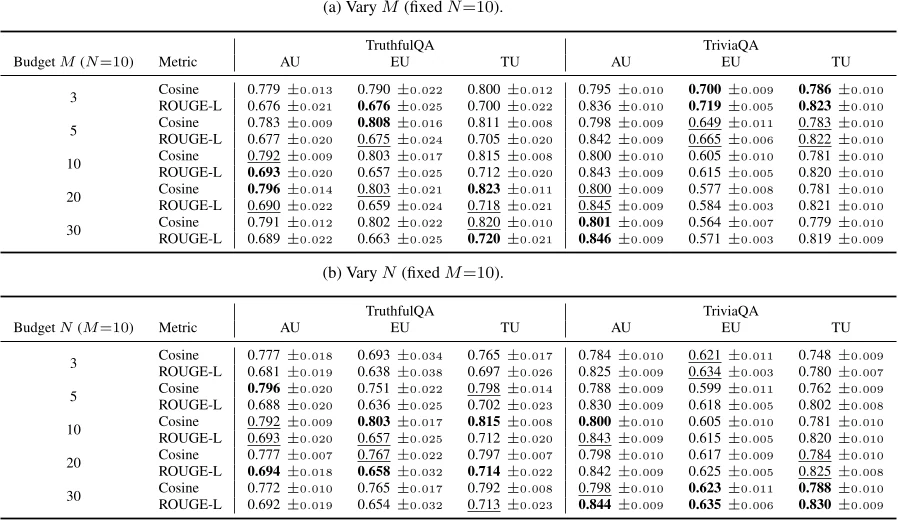 (a) Vary M (fixed N=10).
TruthfulQA TriviaQA
Budget M (N=10) Metric AU EU TU AU EU TU
3 Cosine 0.779 ±0.013 0.790 ±0.022 0.800 ±0.012 0.795 ±0.010 0.700 ±0.009 0.786 ±0.010
ROUGE-L 0.676 ±0.021 0.676 ±0.025 0.700 ±0.022 0.836 ±0.010 0.719 ±0.005 0.823 ±0.010
5 Cosine 0.783 ±0.009 0.808 ±0.016 0.811 ±0.008 0.798 ±0.009 0.649 ±0.011 0.783 ±0.010
ROUGE-L 0.677 ±0.020 0.675 ±0.024 0.705 ±0.020 0.842 ±0.009 0.665 ±0.006 0.822 ±0.010
10 Cosine 0.792 ±0.009 0.803 ±0.017 0.815 ±0.008 0.800 ±0.010 0.605 ±0.010 0.781 ±0.010
ROUGE-L 0.693 ±0.020 0.657 ±0.025 0.712 ±0.020 0.843 ±0.009 0.615 ±0.005 0.820 ±0.010
20 Cosine 0.796 ±0.014 0.803 ±0.021 0.823 ±0.011 0.800 ±0.009 0.577 ±0.008 0.781 ±0.010
ROUGE-L 0.690 ±0.022 0.659 ±0.024 0.718 ±0.021 0.845 ±0.009 0.584 ±0.003 0.821 ±0.010
30 Cosine 0.791 ±0.012 0.802 ±0.022 0.820 ±0.010 0.801 ±0.009 0.564 ±0.007 0.779 ±0.010
ROUGE-L 0.689 ±0.022 0.663 ±0.025 0.720 ±0.021 0.846 ±0.009 0.571 ±0.003 0.819 ±0.009
(b) Vary N (fixed M=10).
TruthfulQA TriviaQA
Budget N (M=10) Metric AU EU TU AU EU TU
3 Cosine 0.777 ±0.018 0.693 ±0.034 0.765 ±0.017 0.784 ±0.010 0.621 ±0.011 0.748 ±0.009
ROUGE-L 0.681 ±0.019 0.638 ±0.038 0.697 ±0.026 0.825 ±0.009 0.634 ±0.003 0.780 ±0.007
5 Cosine 0.796 ±0.020 0.751 ±0.022 0.798 ±0.014 0.788 ±0.009 0.599 ±0.011 0.762 ±0.009
ROUGE-L 0.688 ±0.020 0.636 ±0.025 0.702 ±0.023 0.830 ±0.009 0.618 ±0.005 0.802 ±0.008
10 Cosine 0.792 ±0.009 0.803 ±0.017 0.815 ±0.008 0.800 ±0.010 0.605 ±0.010 0.781 ±0.010
ROUGE-L 0.693 ±0.020 0.657 ±0.025 0.712 ±0.020 0.843 ±0.009 0.615 ±0.005 0.820 ±0.010
20 Cosine 0.777 ±0.007 0.767 ±0.022 0.797 ±0.007 0.798 ±0.010 0.617 ±0.009 0.784 ±0.010
ROUGE-L 0.694 ±0.018 0.658 ±0.032 0.714 ±0.022 0.842 ±0.009 0.625 ±0.005 0.825 ±0.008
30 Cosine 0.772 ±0.010 0.765 ±0.017 0.792 ±0.008 0.798 ±0.010 0.623 ±0.011 0.788 ±0.010
ROUGE-L 0.692 ±0.019 0.654 ±0.032 0.713 ±0.023 0.844 ±0.009 0.635 ±0.006 0.830 ±0.009